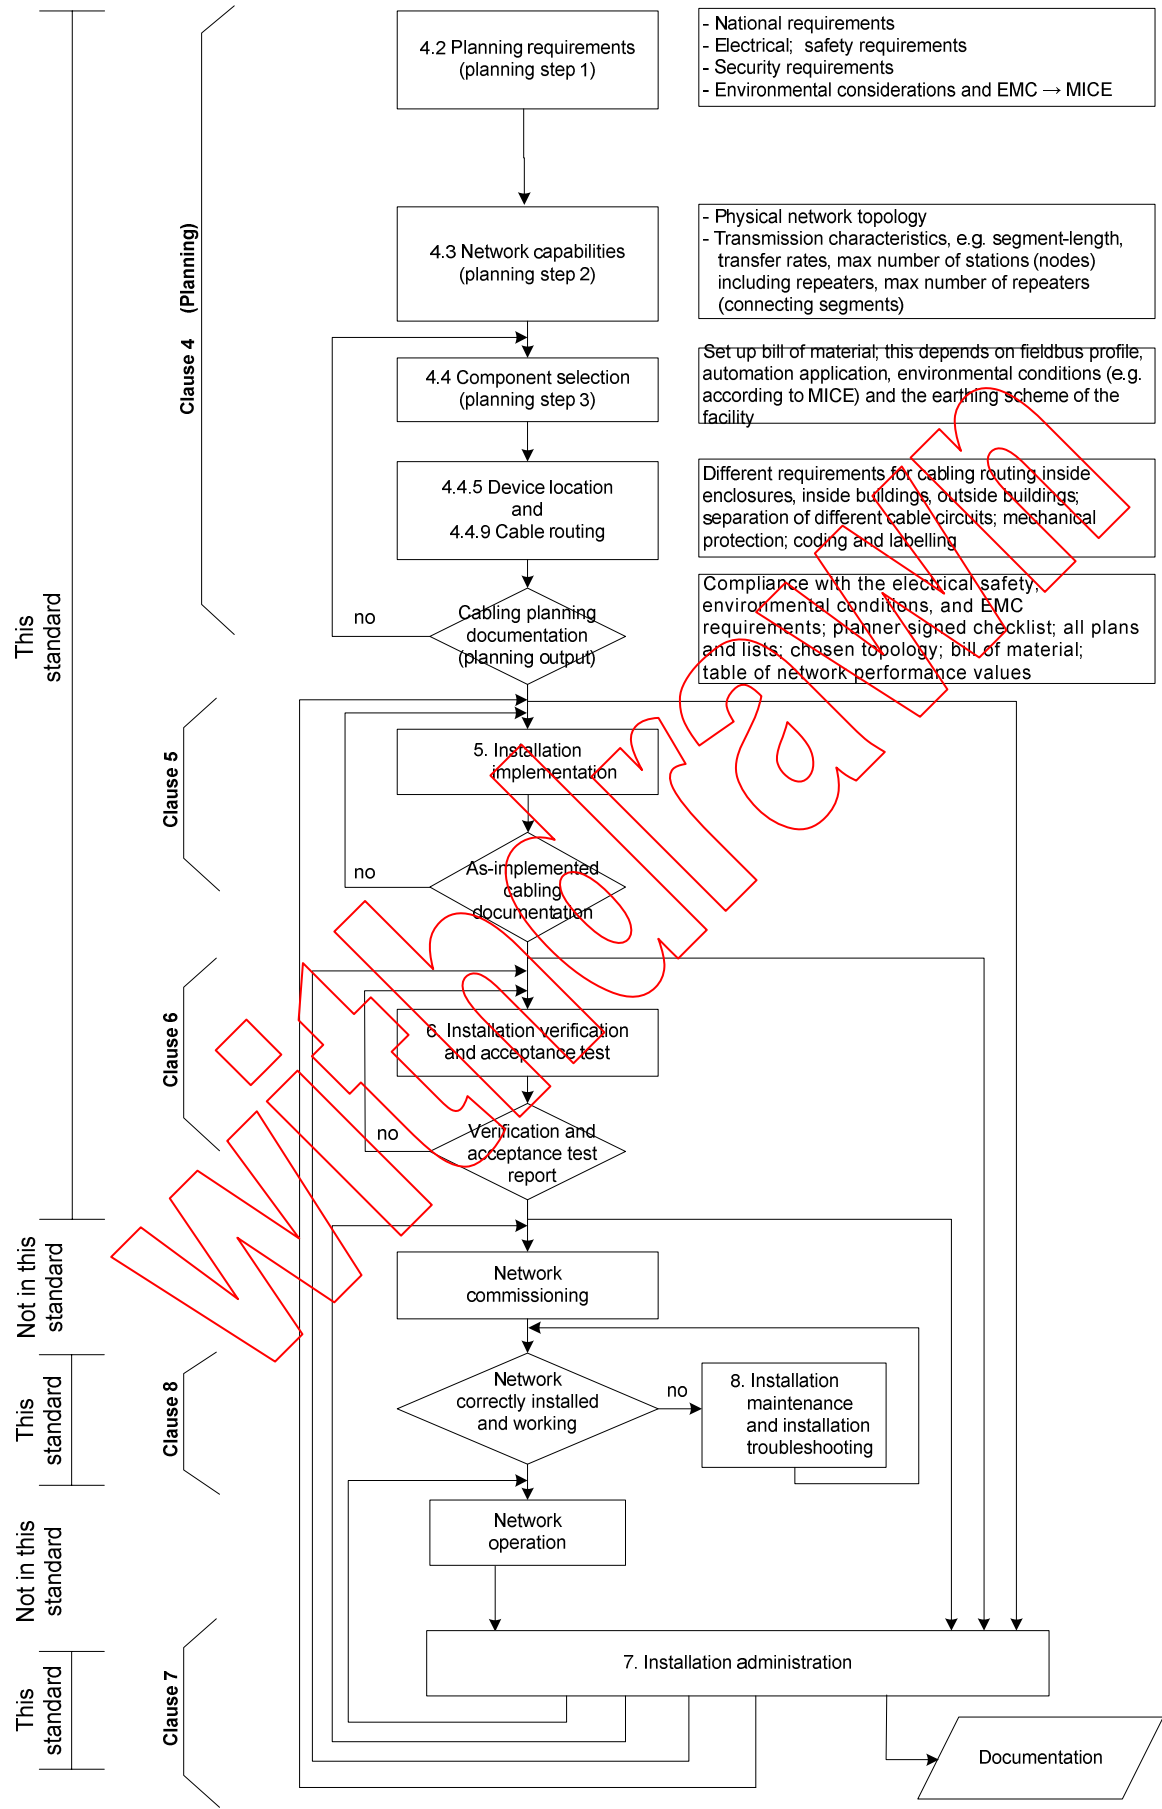 4.2 Planning requirements
(planning step 1)
- National requirements
- Electrical; safety requirements
- Security requirements
- Environmental considerations and EMC → MICE
4.3 Network capabilities
(planning step 2)
- Physical network topology
- Transmission characteristics, e.g. segment-length,
transfer rates, max number of stations (nodes)
including repeaters, max number of repeaters
(connecting segments)
4.4 Component selection
(planning step 3)
Set up bill of material; this depends on fieldbus profile,
automation application, environmental conditions (e.g.
according to MICE) and the earthing scheme of the
facility
4.4.5 Device location
and
4.4.9 Cable routing
Different requirements for cabling routing inside
enclosures, inside buildings, outside buildings;
separation of different cable circuits; mechanical
protection; coding and labelling
no
Cabling planning
documentation
(planning output)
Compliance with the electrical safety,
environmental conditions, and EMC
requirements; planner signed checklist; all plans
and lists; chosen topology; bill of material;
table of network performance values
Clause 4 (Planning)
This
standard
Clause 5
5. Installation
implementation
no
As-implemented
cabling
documentation
Clause 6
6. Installation verification
and acceptance test
no
Verification and
acceptance test
report
Not in this
standard
Network
commissioning
This
standard
Clause 8
Network
correctly installed
and working
no
8. Installation
maintenance
and installation
troubleshooting
Not in this
standard
Network
operation
This
standard
Clause 7
7. Installation administration
Documentation
Withdrawn